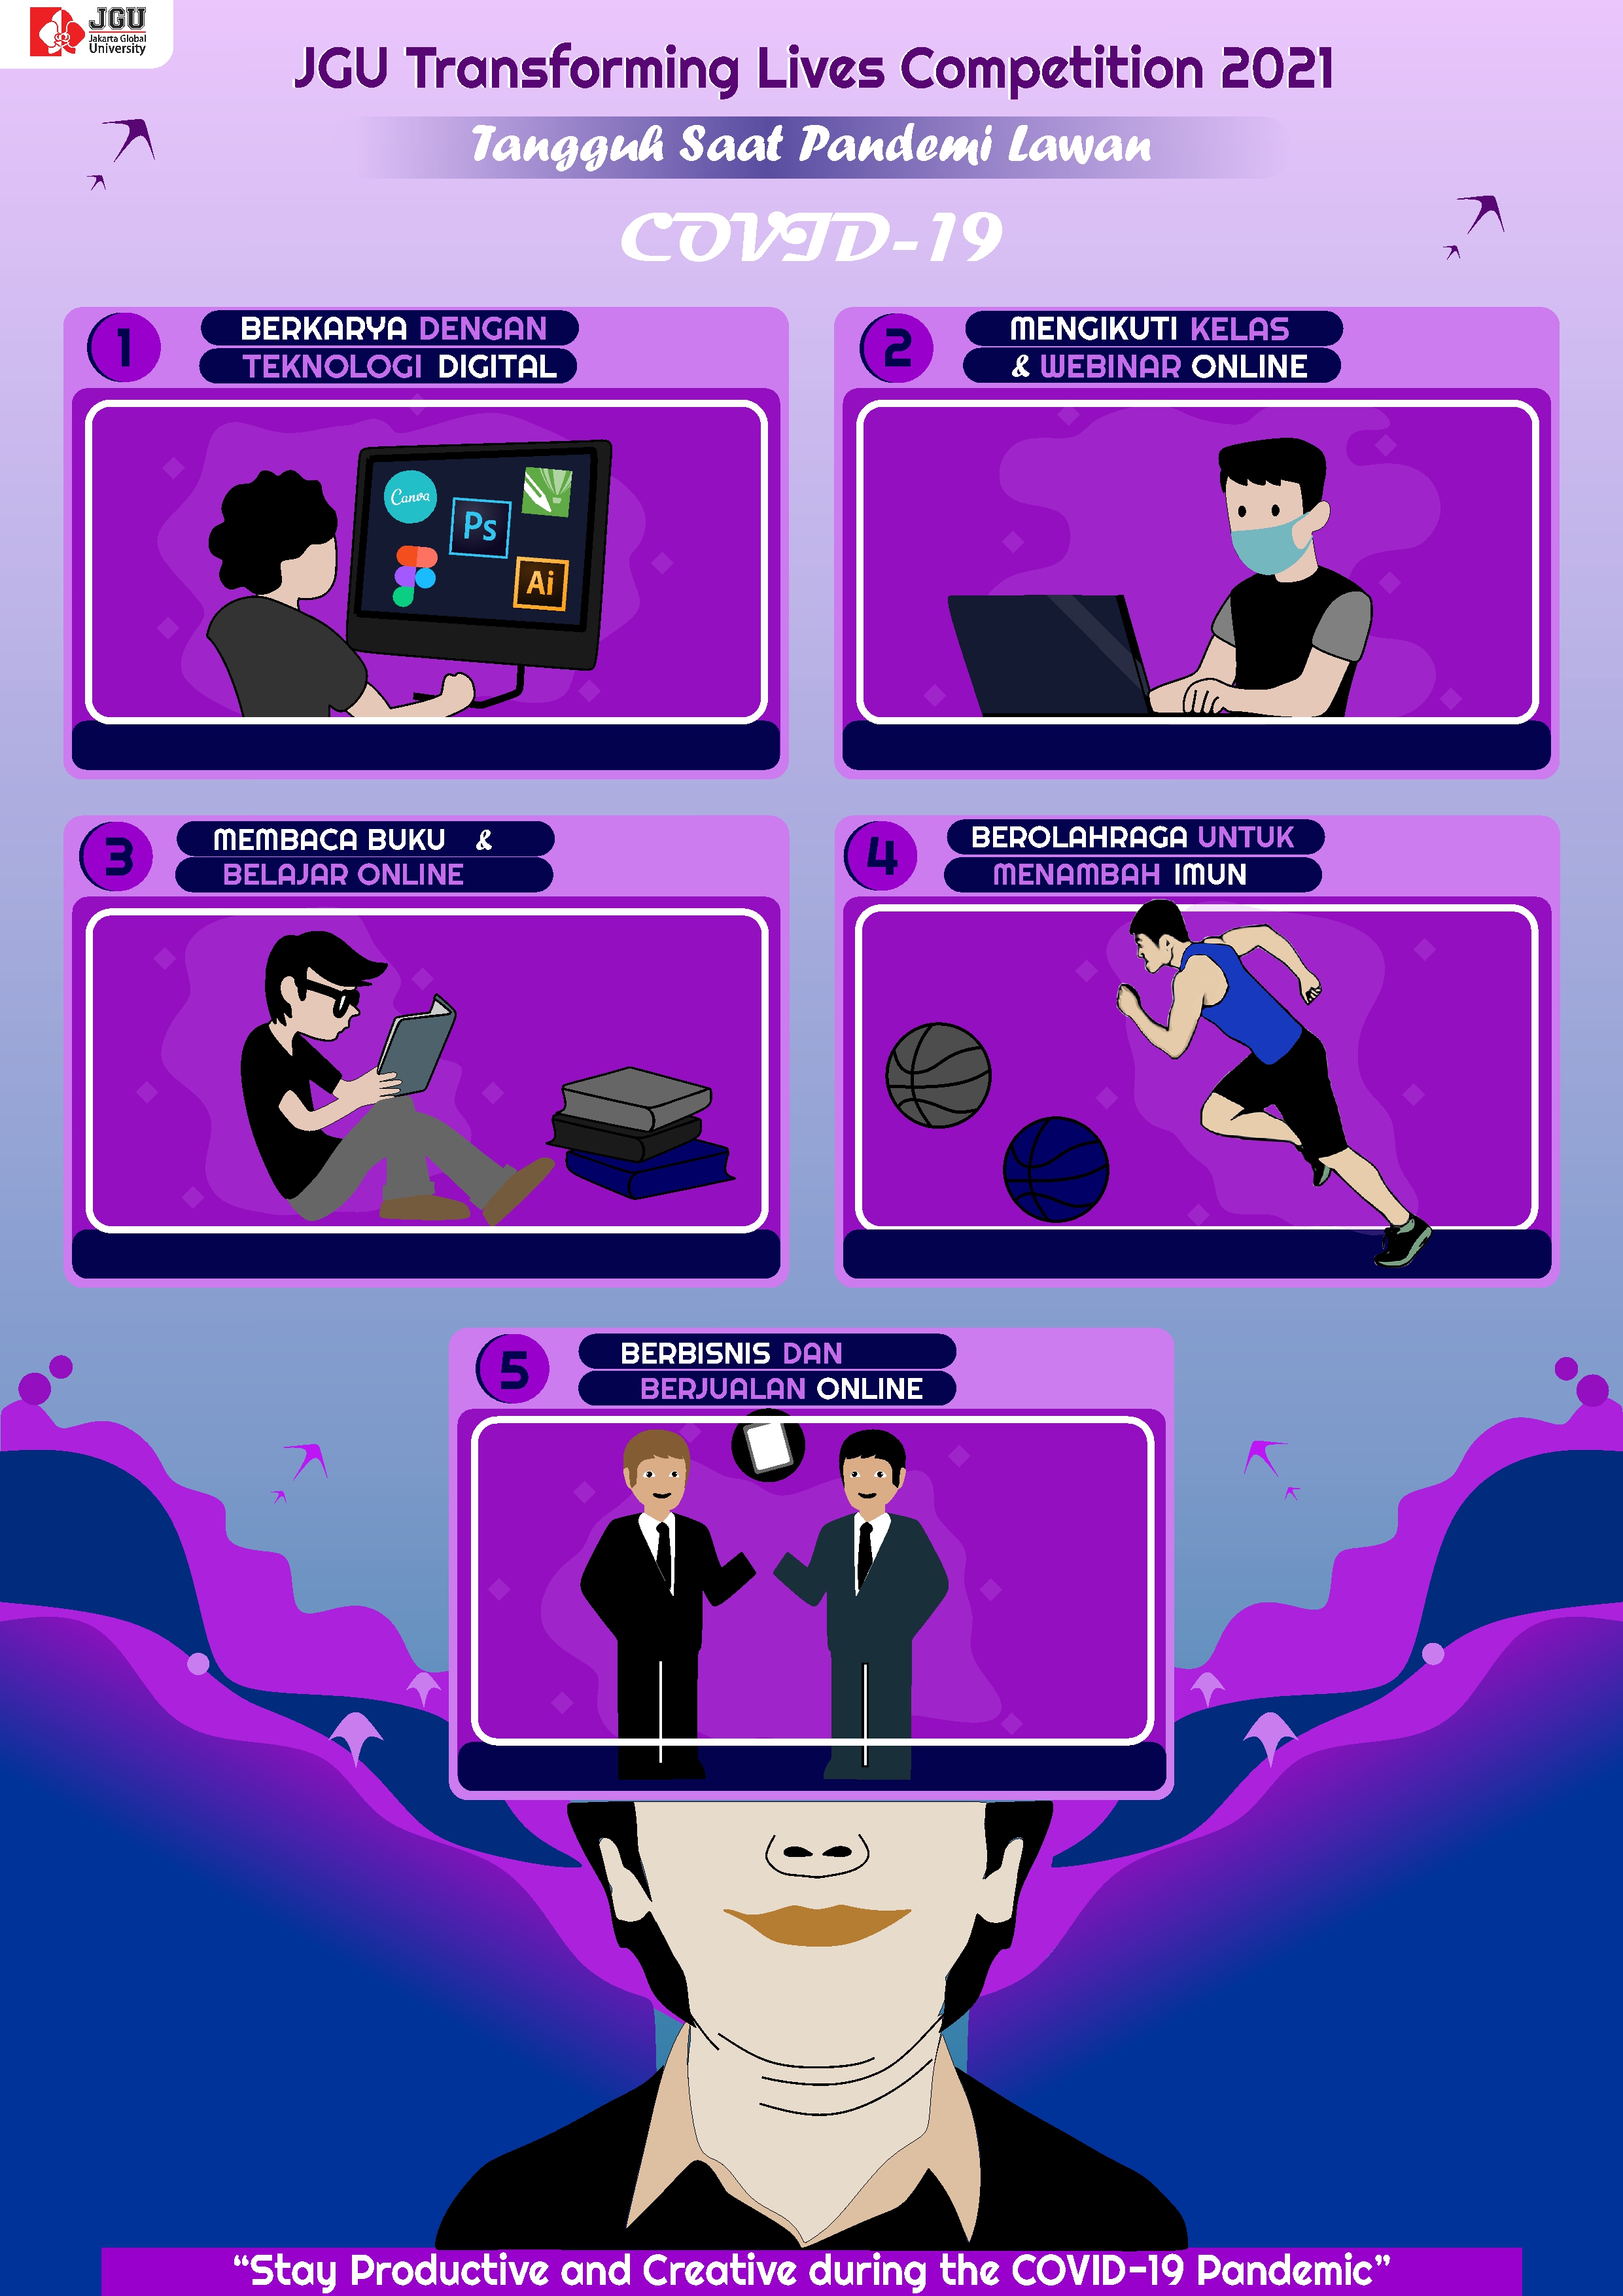 JGU
Jakarta Global
University
JGU Transforming Lives Competition 2021
Tangguh Saat Pandemi Lawan
COVID-19
1
BERKARYA DENGAN
TEKNOLOGI DIGITAL
Canva
Ps
Ai
2
MENGIKUTI KELAS
& WEBINAR ONLINE
3
MEMBACA BUKU &
BELAJAR ONLINE
4
BEROLAHRAGA UNTUK
MENAMBAH IMUN
5
BERBISNIS DAN
BERJUALAN ONLINE
“Stay Productive and Creative during the COVID-19 Pandemic”